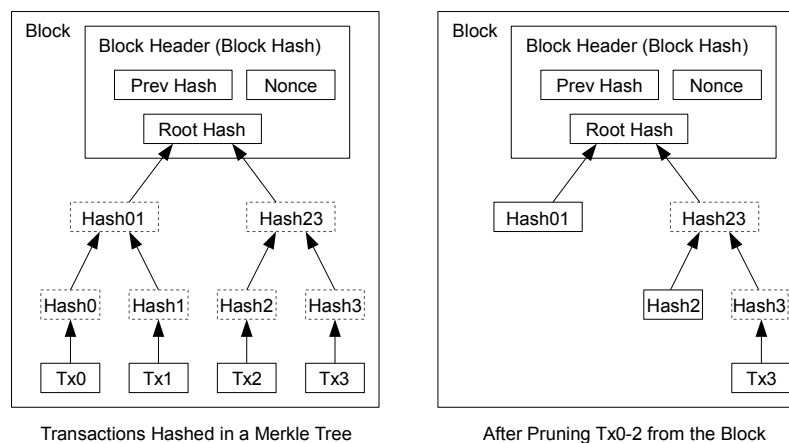 Block
Block Header (Block Hash)
Prev Hash
Nonce
Root Hash
Hash01
Hash23
Hash0
Hash1
Hash2
Hash3
Tx0
Tx1
Tx2
Tx3
Transactions Hashed in a Merkle Tree
Block
Block Header (Block Hash)
Prev Hash
Nonce
Root Hash
Hash01
Hash23
Hash2
Hash3
Tx3
After Pruning Tx0-2 from the Block